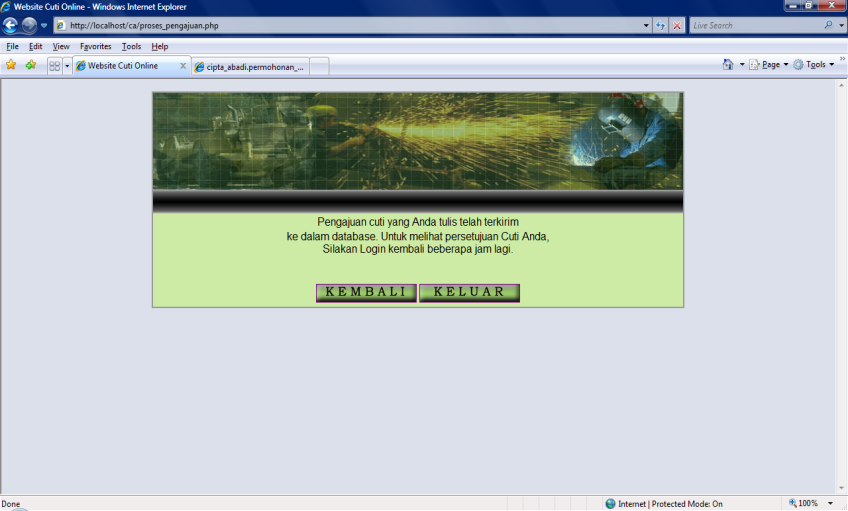 Website Cuti Online - Windows Internet Explorer
http://localhost/ca/proses_pengajuan.php
Live Search
File Edit View Favorites Tools Help
Website Cuti Online x cipta_abadi.permohonan_...
Page Tools
Pengajuan cuti yang Anda tulis telah terkirim
ke dalam database. Untuk melihat persetujuan Cuti Anda,
Silakan Login kembali beberapa jam lagi.
KEMBALI KELUAR
Done Internet | Protected Mode: On 100%